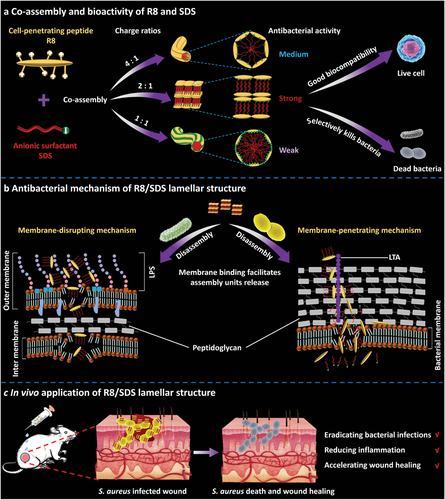 a Co-assembly and bioactivity of R8 and SDS
Cell-penetrating peptide
R8
Charge ratios
Antibacterial activity
4 : 1
Medium
Good biocompatibility
Live cell
+
Co-assembly
2 : 1
Strong
Anionic surfactant
SDS
1 : 1
Weak
Selectively kills bacteria
Dead bacteria
b Antibacterial mechanism of R8/SDS lamellar structure
Membrane-disrupting mechanism
Membrane-penetrating mechanism
Disassembly
Disassembly
Membrane binding facilitates
assembly units release
Outer membrane
LPS
LTA
Inter membrane
Peptidoglycan
Bacterial membrane
c In vivo application of R8/SDS lamellar structure
Eradicating bacterial infections √
Reducing inflammation √
Accelerating wound healing √
S. aureus infected wound
S. aureus death and wound healing